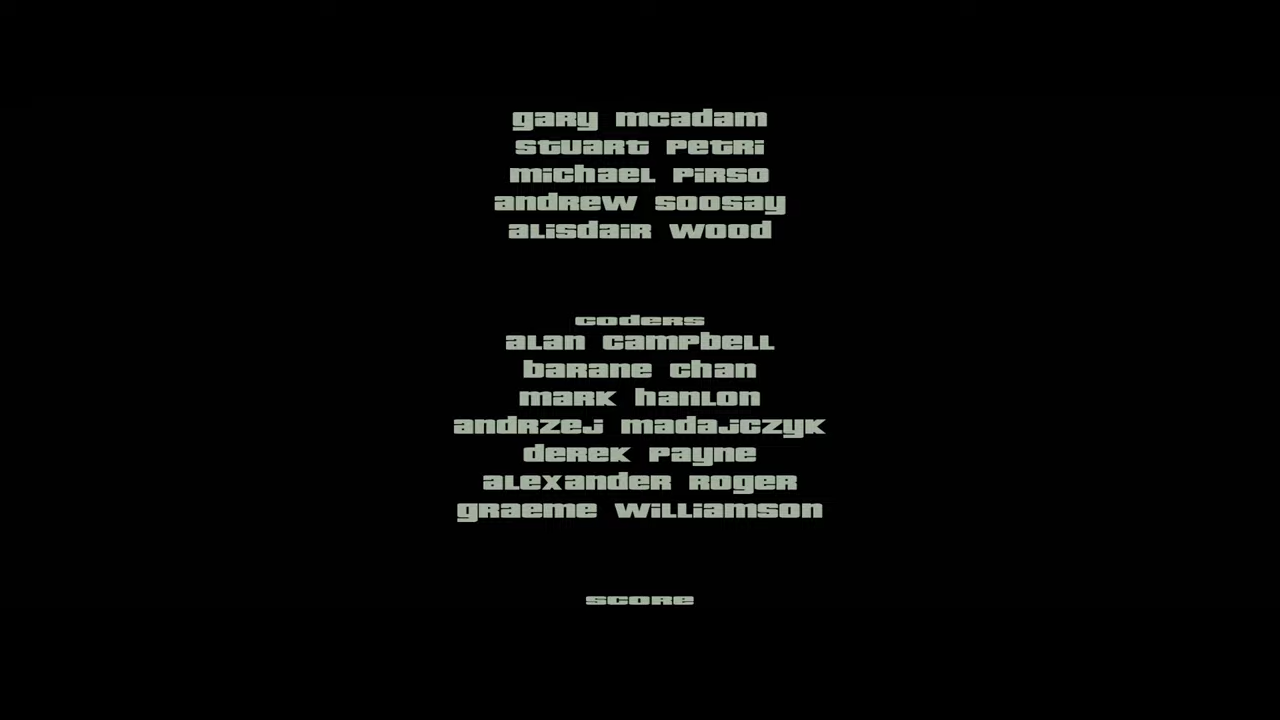 gary mcadam
stuart petri
michael pirso
andrew soosay
alisdair wood
coders
alan campbell
barane chan
mark hanlon
andrzej madajczyk
derek payne
alexander roger
graeme williamson
score